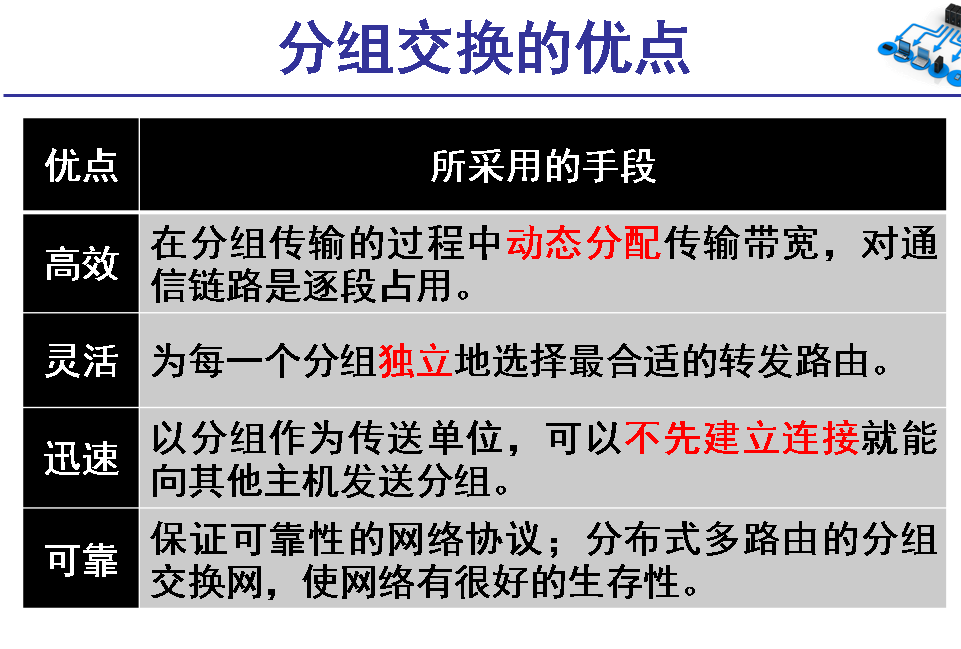 分组交换的优点
优点
所采用的手段
高效
在分组传输的过程中动态分配传输带宽，对通
信链路是逐段占用。
灵活
为每一个分组独立地选择最合适的转发路由。
迅速
以分组作为传送单位，可以不先建立连接就能
向其他主机发送分组。
可靠
保证可靠性的网络协议；分布式多路由的分组
交换网，使网络有很好的生存性。